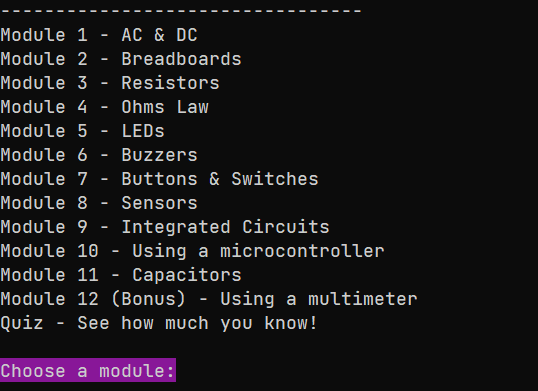 ---------------------------------
Module 1 - AC & DC
Module 2 - Breadboards
Module 3 - Resistors
Module 4 - Ohms Law
Module 5 - LEDs
Module 6 - Buzzers
Module 7 - Buttons & Switches
Module 8 - Sensors
Module 9 - Integrated Circuits
Module 10 - Using a microcontroller
Module 11 - Capacitors
Module 12 (Bonus) - Using a multimeter
Quiz - See how much you know!
Choose a module: